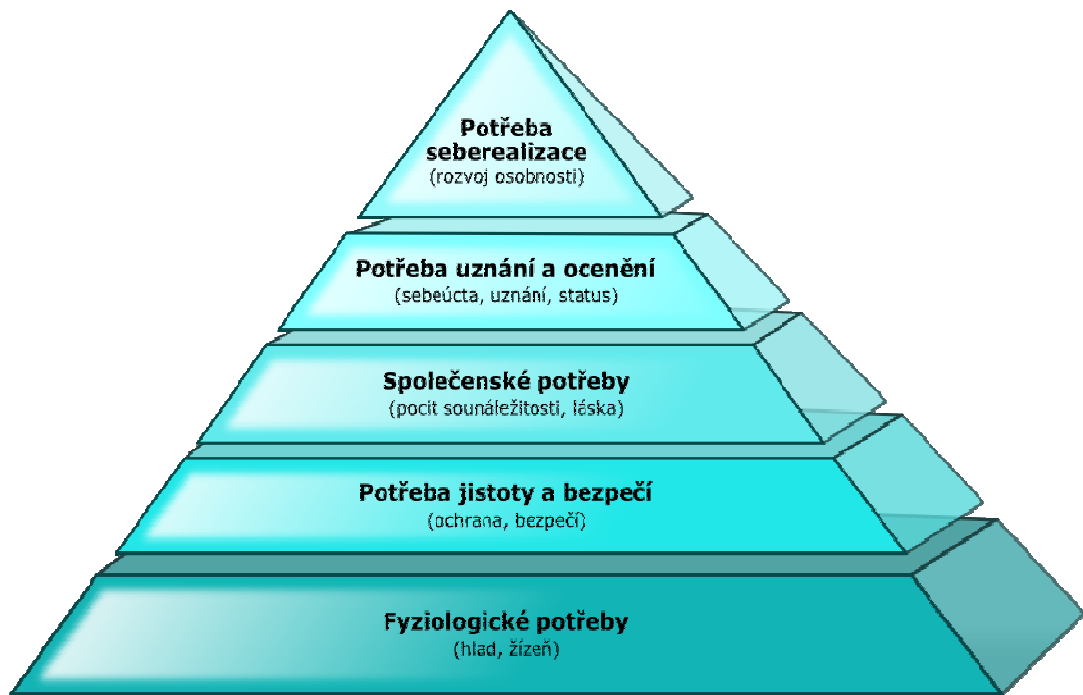 Potřeba
seberealizace
(rozvoj osobnosti)
Potřeba uznání a ocenění
(sebeúcta, uznání, status)
Společenské potřeby
(pocit sounáležitosti, láska)
Potřeba jistoty a bezpečí
(ochrana, bezpečí)
Fyziologické potřeby
(hlad, žízeň)